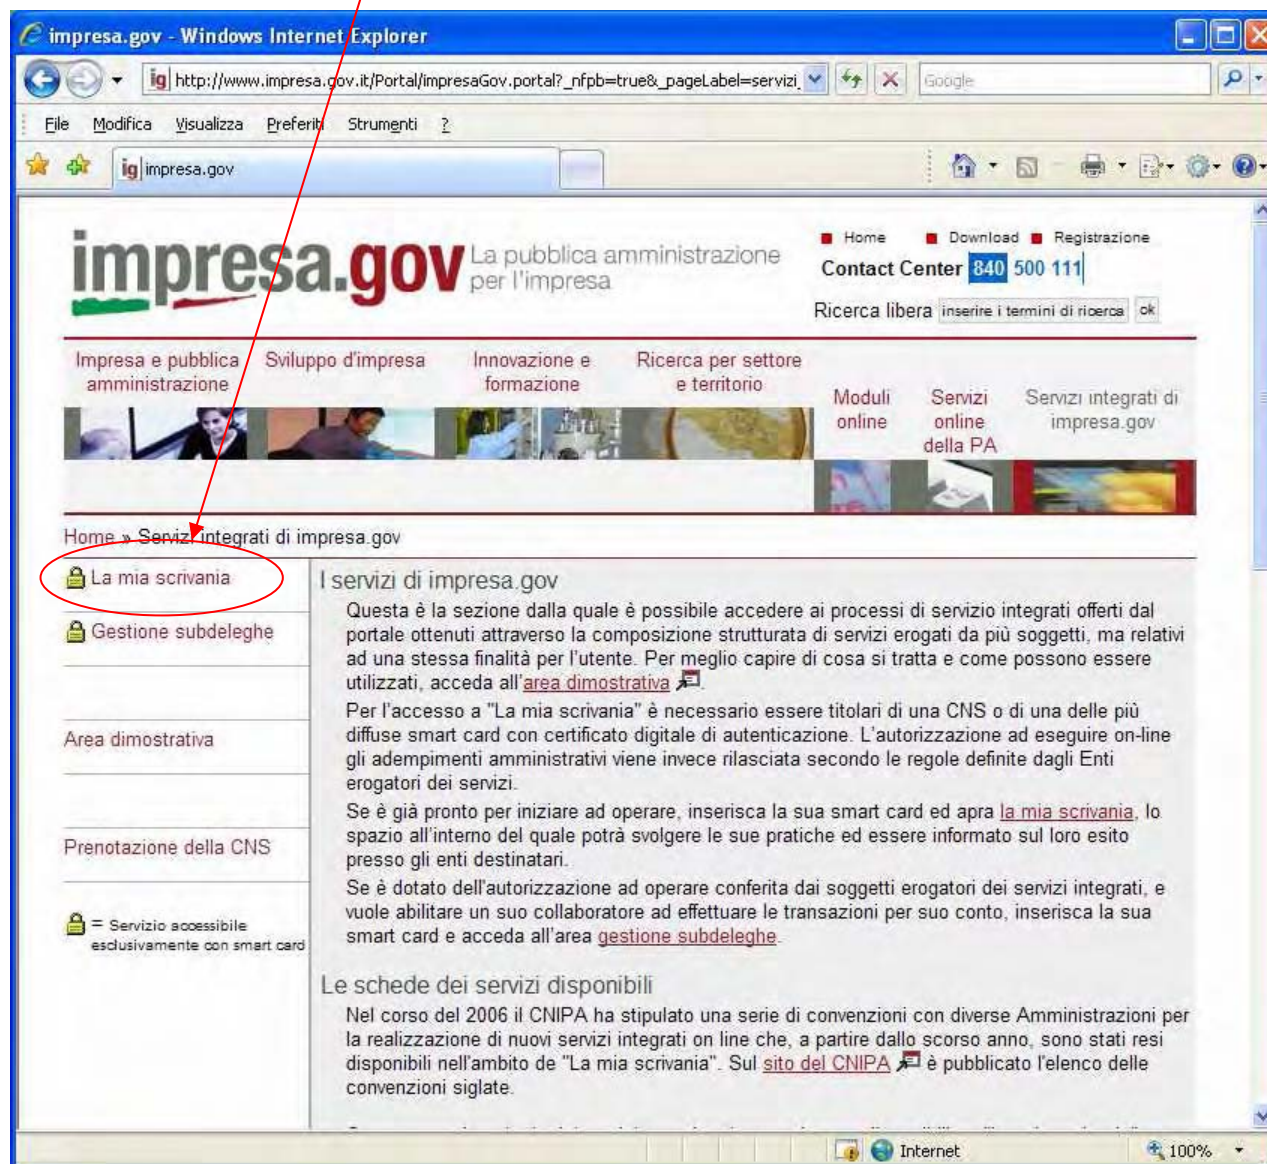 impresa.gov - Windows Internet Explorer
http://www.impresa.gov.it/Portal/impresaGov.portal?_nfpb=true&_pageLabel=servizi_
Google
File Modifica Visualizza Preferiti Strumenti ?
ig impresa.gov
impresa.gov
La pubblica amministrazione
per l'impresa
Home Download Registrazione
Contact Center 840 500 111
Ricerca libera inserire i termini di ricerca ok
Impresa e pubblica
amministrazione
Sviluppo d'impresa
Innovazione e
formazione
Ricerca per settore
e territorio
Moduli
online
Servizi
online
della PA
Servizi integrati di
impresa.gov
Home » Servizi integrati di impresa.gov
La mia scrivania
Gestione subdeleghe
Area dimostrativa
Prenotazione della CNS
= Servizio accessibile
esclusivamente con smart card
I servizi di impresa.gov
Questa è la sezione dalla quale è possibile accedere ai processi di servizio integrati offerti dal
portale ottenuti attraverso la composizione strutturata di servizi erogati da più soggetti, ma relativi
ad una stessa finalità per l'utente. Per meglio capire di cosa si tratta e come possono essere
utilizzati, acceda all'area dimostrativa.
Per l'accesso a "La mia scrivania" è necessario essere titolari di una CNS o di una delle più
diffuse smart card con certificato digitale di autenticazione. L'autorizzazione ad eseguire on-line
gli adempimenti amministrativi viene invece rilasciata secondo le regole definite dagli Enti
erogatori dei servizi.
Se è già pronto per iniziare ad operare, inserisca la sua smart card ed apra la mia scrivania, lo
spazio all'interno del quale potrà svolgere le sue pratiche ed essere informato sul loro esito
presso gli enti destinatari.
Se è dotato dell'autorizzazione ad operare conferita dai soggetti erogatori dei servizi integrati, e
vuole abilitare un suo collaboratore ad effettuare le transazioni per suo conto, inserisca la sua
smart card e acceda all'area gestione subdeleghe.
Le schede dei servizi disponibili
Nel corso del 2006 il CNIPA ha stipulato una serie di convenzioni con diverse Amministrazioni per
la realizzazione di nuovi servizi integrati on line che, a partire dallo scorso anno, sono stati resi
disponibili nell'ambito de "La mia scrivania". Sul sito del CNIPA è pubblicato l'elenco delle
convenzioni siglate.
Internet 100%